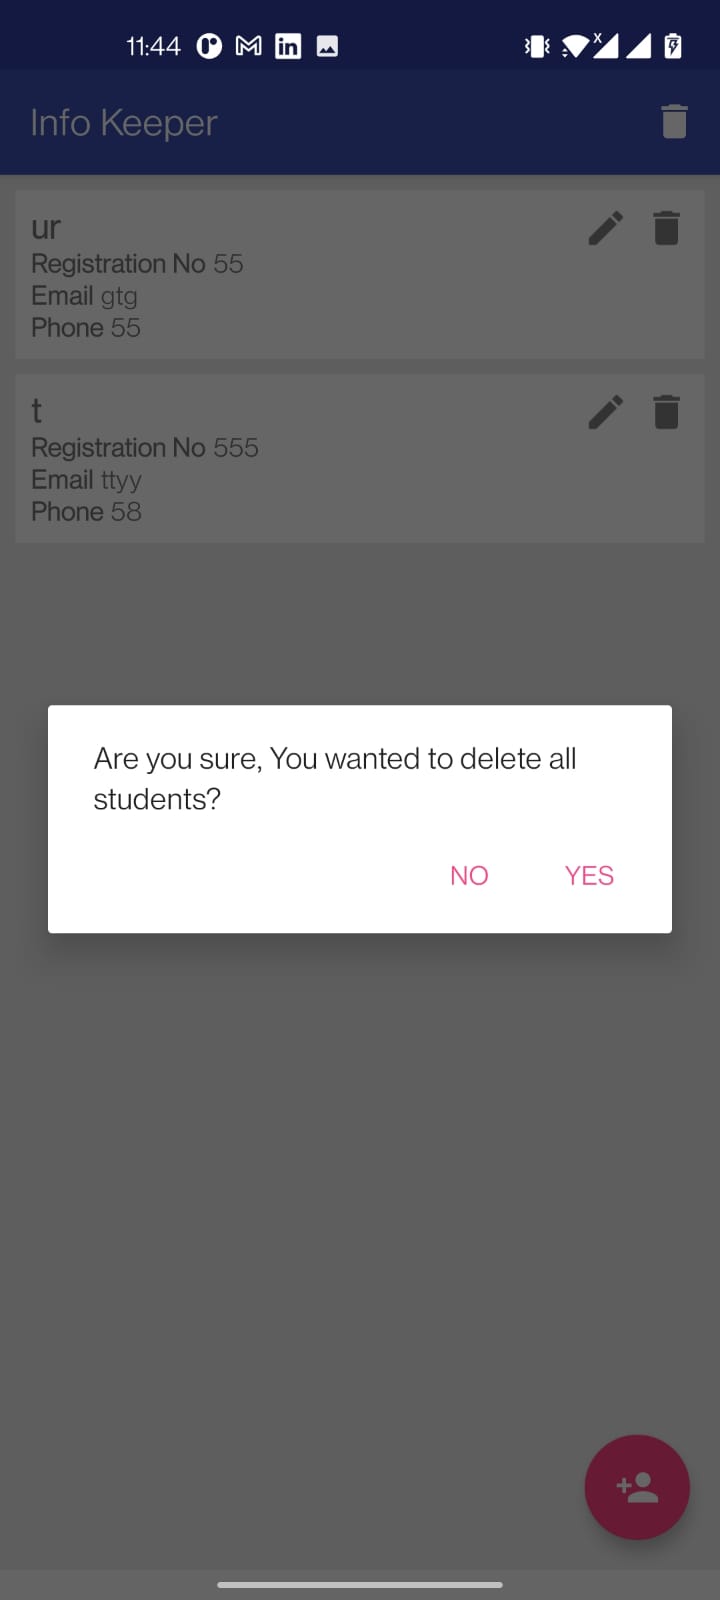 11:44
Info Keeper
ur
Registration No 55
Email gtg
Phone 55
t
Registration No 555
Email ttyy
Phone 58
Are you sure, You wanted to delete all
students?
NO YES